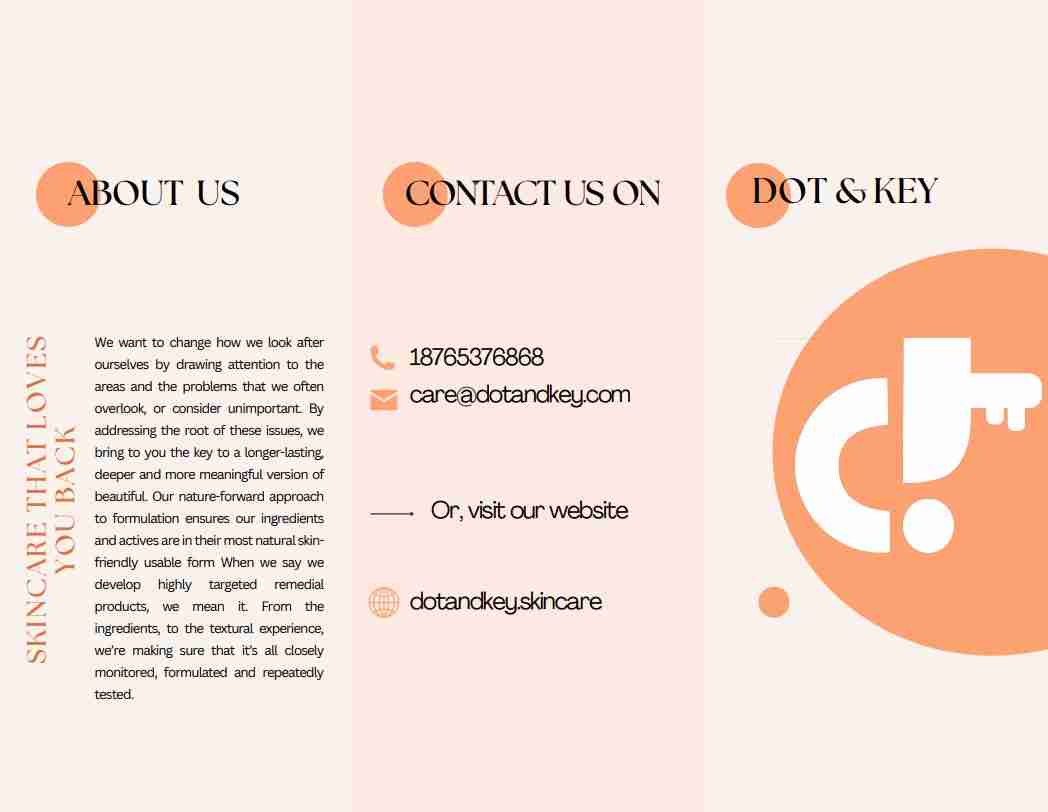 ABOUT US
SKINCARE THAT LOVES
YOU BACK
We want to change how we look after
ourselves by drawing attention to the
areas and the problems that we often
overlook, or consider unimportant. By
addressing the root of these issues, we
bring to you the key to a longer-lasting,
deeper and more meaningful version of
beautiful. Our nature-forward approach
to formulation ensures our ingredients
and actives are in their most natural skin-
friendly usable form When we say we
develop highly targeted remedial
products, we mean it. From the
ingredients, to the textural experience,
we're making sure that it's all closely
monitored, formulated and repeatedly
tested.
CONTACT US ON
18765376868
care@dotandkey.com
Or, visit our website
dotandkey.skincare
DOT & KEY